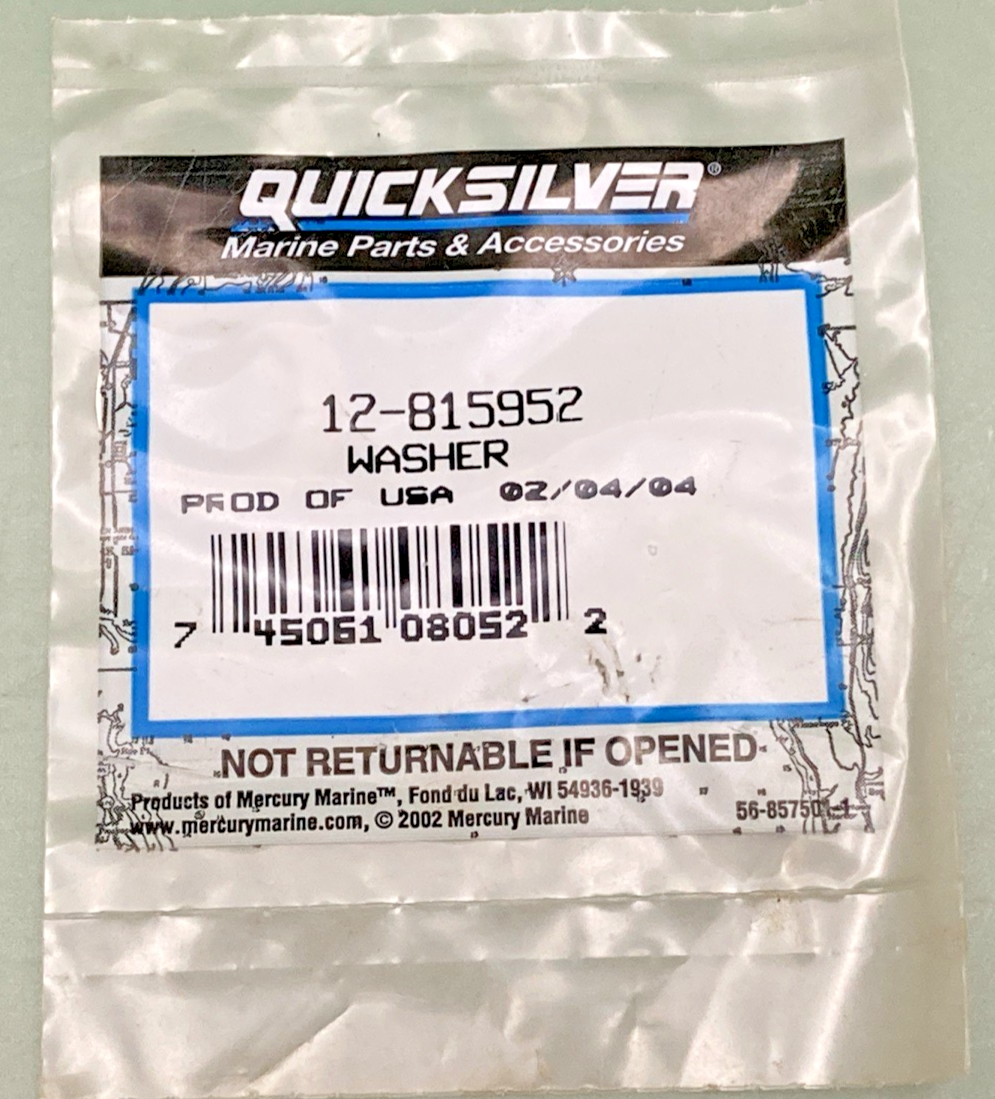 QUICKSILVER®
Marine Parts & Accessories
12-815952
WASHER
PROD OF USA 02/04/04
7 45061 08052 2
NOT RETURNABLE IF OPENED
Products of Mercury Marine™, Fond du Lac, WI 54936-1939
www.mercurymarine.com, © 2002 Mercury Marine